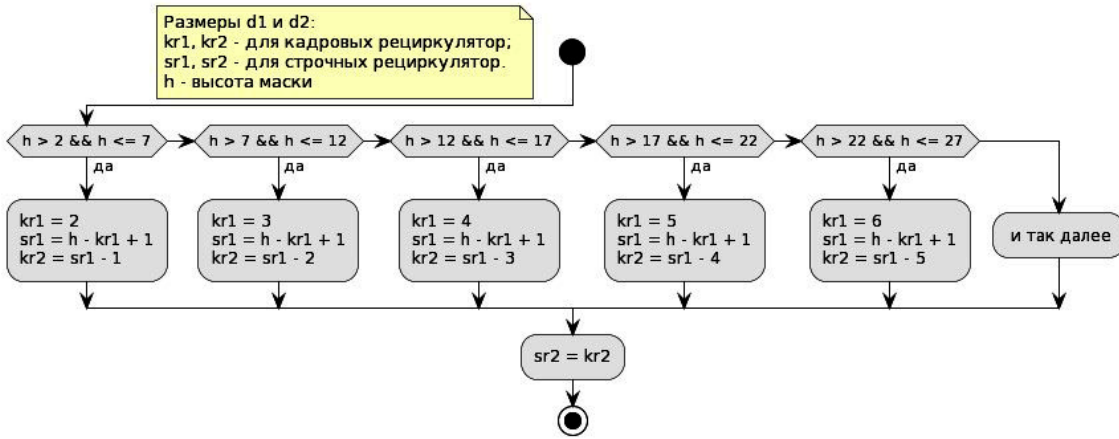 Размеры d1 и d2:
kr1, kr2 - для кадровых рециркулятор;
sr1, sr2 - для строчных рециркулятор.
h - высота маски
h > 2 && h <= 7
h > 7 && h <= 12
h > 12 && h <= 17
h > 17 && h <= 22
h > 22 && h <= 27
да
да
да
да
да
kr1 = 2
sr1 = h - kr1 + 1
kr2 = sr1 - 1
kr1 = 3
sr1 = h - kr1 + 1
kr2 = sr1 - 2
kr1 = 4
sr1 = h - kr1 + 1
kr2 = sr1 - 3
kr1 = 5
sr1 = h - kr1 + 1
kr2 = sr1 - 4
kr1 = 6
sr1 = h - kr1 + 1
kr2 = sr1 - 5
и так далее
sr2 = kr2